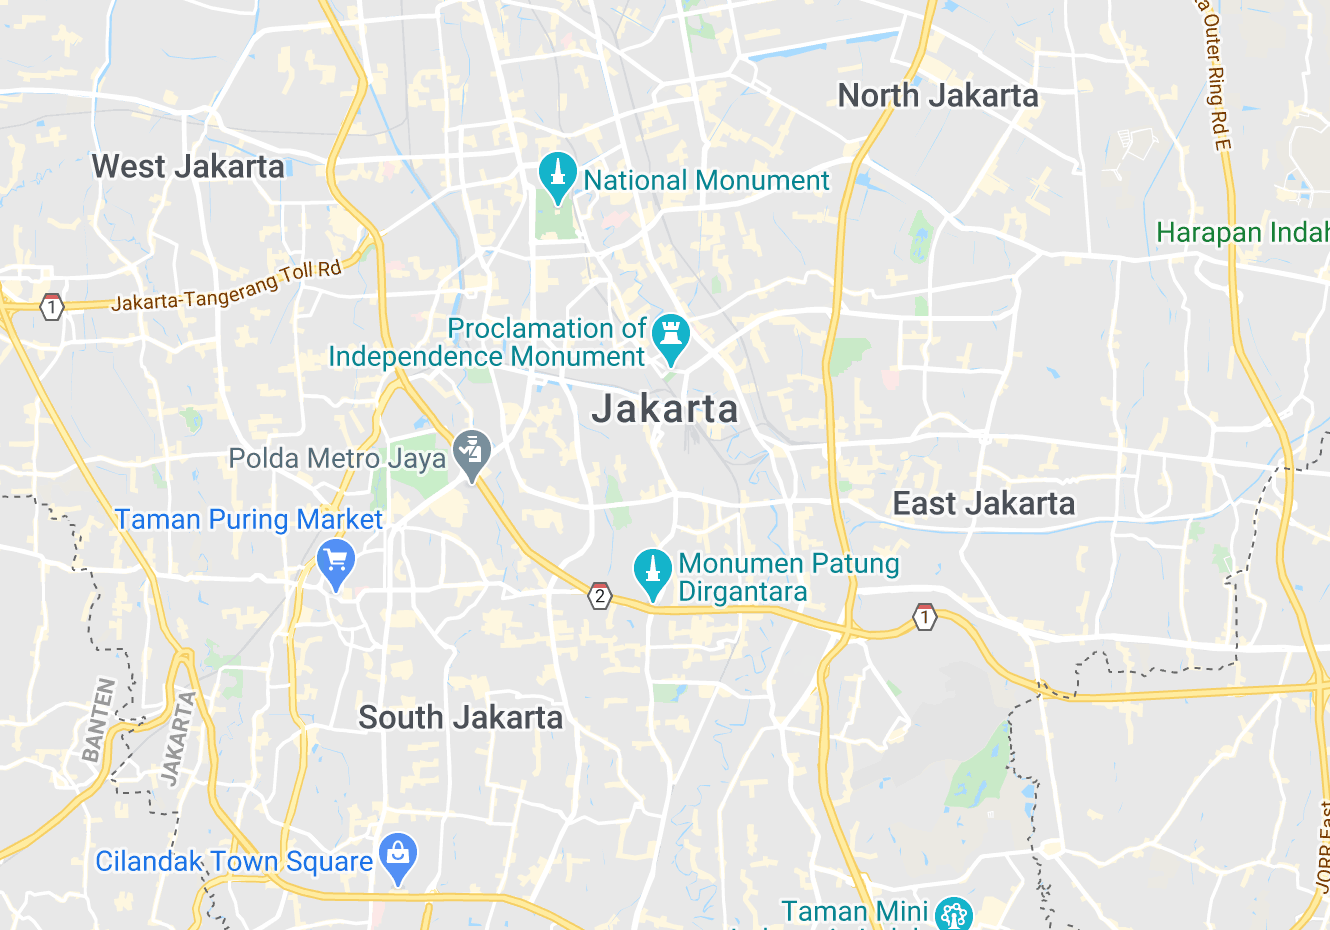 a Outer Ring Rd E
North Jakarta
West Jakarta
National Monument
Harapan Indah
Jakarta-Tangerang Toll Rd
1
Proclamation of
Independence Monument
Jakarta
Polda Metro Jaya
East Jakarta
Taman Puring Market
Monumen Patung
Dirgantara
2
1
BANTEN
JAKARTA
South Jakarta
JORR East
Cilandak Town Square
Taman Mini